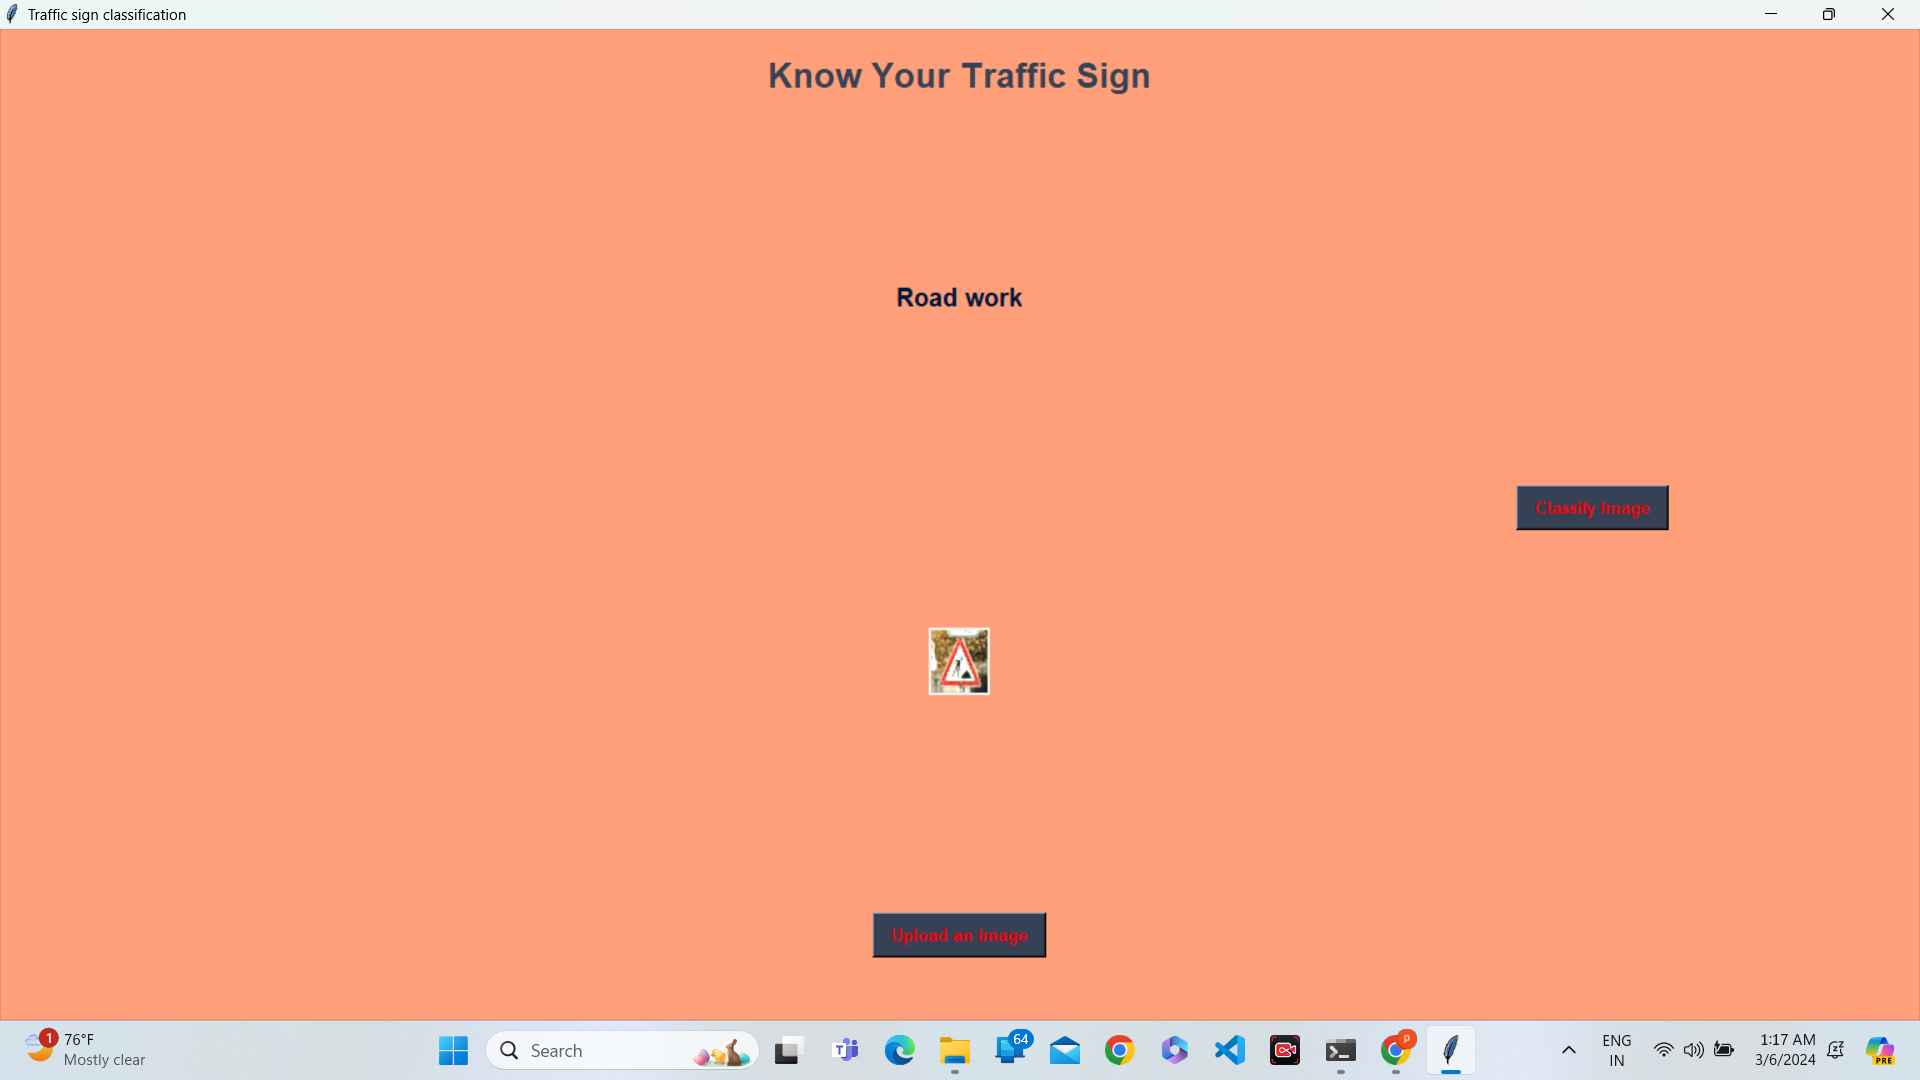 Traffic sign classification
Know Your Traffic Sign
Road work
Classify Image
Upload an image
1
76°F
Mostly clear
Search
64
P
ENG
IN
1:17 AM
3/6/2024
PRE